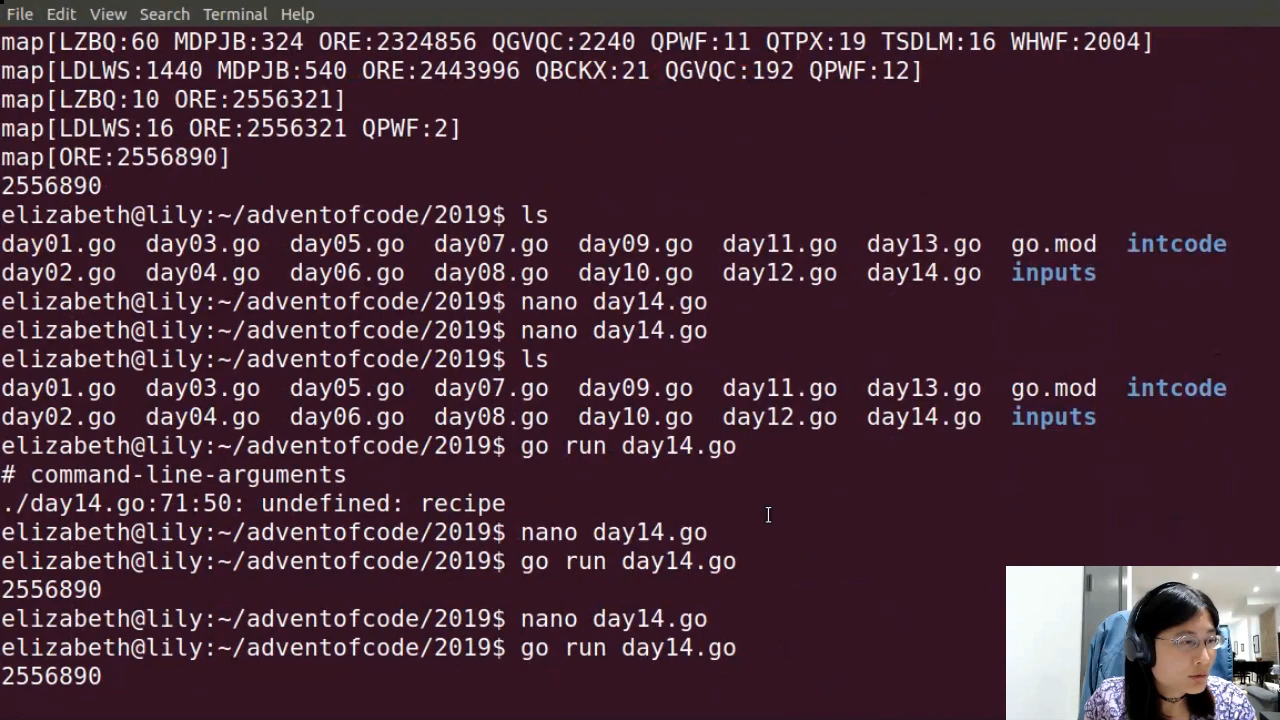 File Edit View Search Terminal Help
map[LZBQ:60 MDPJB:324 ORE:2324856 QGVQC:2240 QPWF:11 QTPX:19 TSDLM:16 WHWF:2004]
map[LDLWS:1440 MDPJB:540 ORE:2443996 QBCKX:21 QGVQC:192 QPWF:12]
map[LZBQ:10 ORE:2556321]
map[LDLWS:16 ORE:2556321 QPWF:2]
map[ORE:2556890]
2556890
elizabeth@lily:~/adventofcode/2019$ ls
day01.go day03.go day05.go day07.go day09.go day11.go day13.go go.mod intcode
day02.go day04.go day06.go day08.go day10.go day12.go day14.go inputs
elizabeth@lily:~/adventofcode/2019$ nano day14.go
elizabeth@lily:~/adventofcode/2019$ nano day14.go
elizabeth@lily:~/adventofcode/2019$ ls
day01.go day03.go day05.go day07.go day09.go day11.go day13.go go.mod intcode
day02.go day04.go day06.go day08.go day10.go day12.go day14.go inputs
elizabeth@lily:~/adventofcode/2019$ go run day14.go
# command-line-arguments
./day14.go:71:50: undefined: recipe
elizabeth@lily:~/adventofcode/2019$ nano day14.go
elizabeth@lily:~/adventofcode/2019$ go run day14.go
2556890
elizabeth@lily:~/adventofcode/2019$ nano day14.go
elizabeth@lily:~/adventofcode/2019$ go run day14.go
2556890